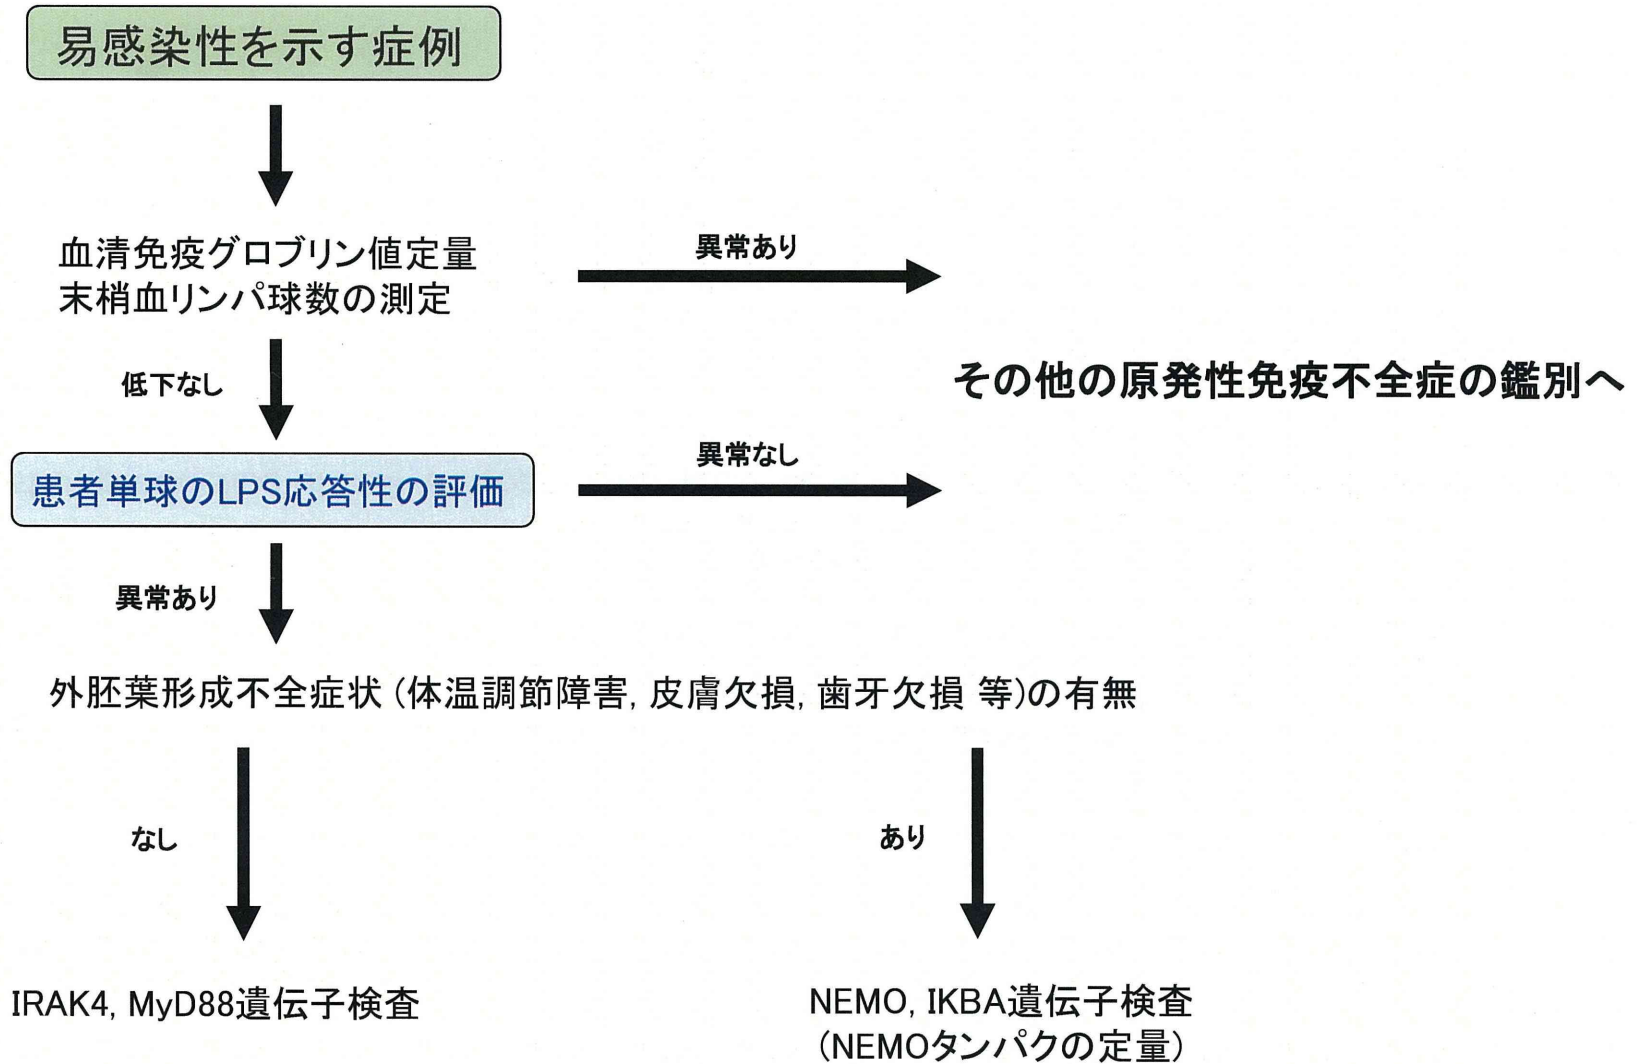 易感染性を示す症例
血清免疫グロブリン値定量
末梢血リンパ球数の測定
異常あり
低下なし
その他の原発性免疫不全症の鑑別へ
患者単球のLPS応答性の評価
異常なし
異常あり
外胚葉形成不全症状 (体温調節障害, 皮膚欠損, 歯牙欠損 等)の有無
なし
あり
IRAK4, MyD88遺伝子検査
NEMO, IKBA遺伝子検査
(NEMOタンパクの定量)